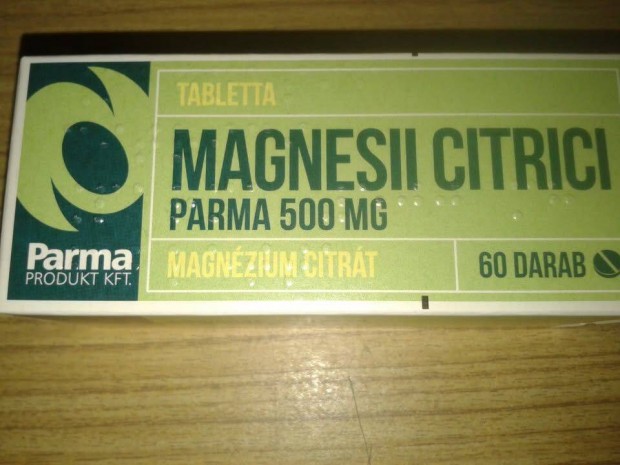 TABLETTA
MAGNESII CITRICI
PARMA 500 MG
MAGNÉZIUM CITRÁT
60 DARAB
Parma
PRODUKT KFT.